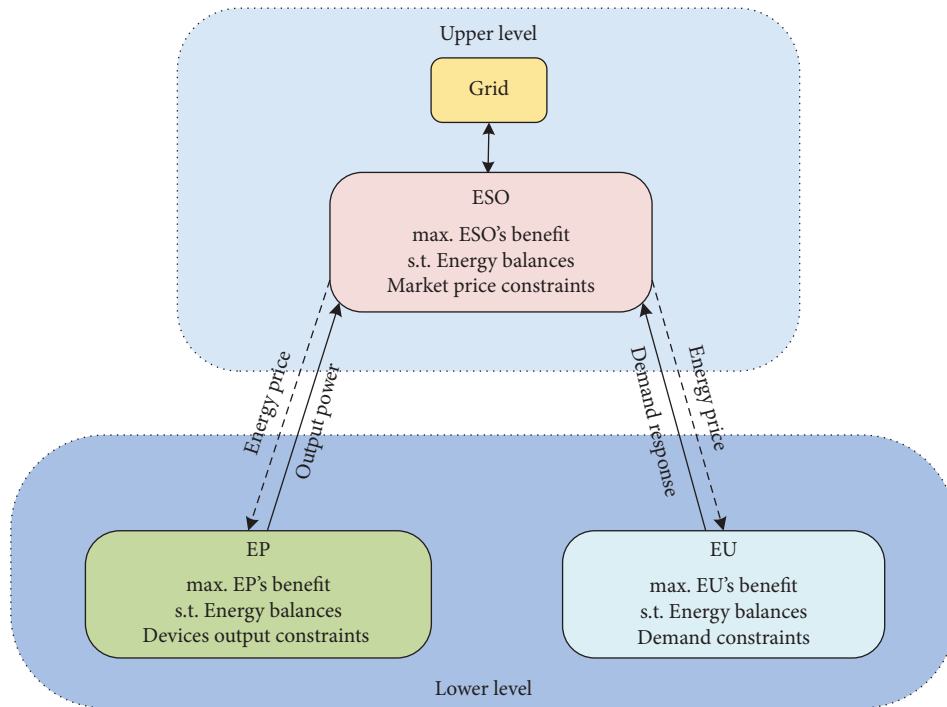 Upper level
Grid
ESO
max. ESO's benefit
s.t. Energy balances
Market price constraints
Energy price
Output power
Demand response
Energy price
EP
max. EP's benefit
s.t. Energy balances
Devices output constraints
EU
max. EU's benefit
s.t. Energy balances
Demand constraints
Lower level